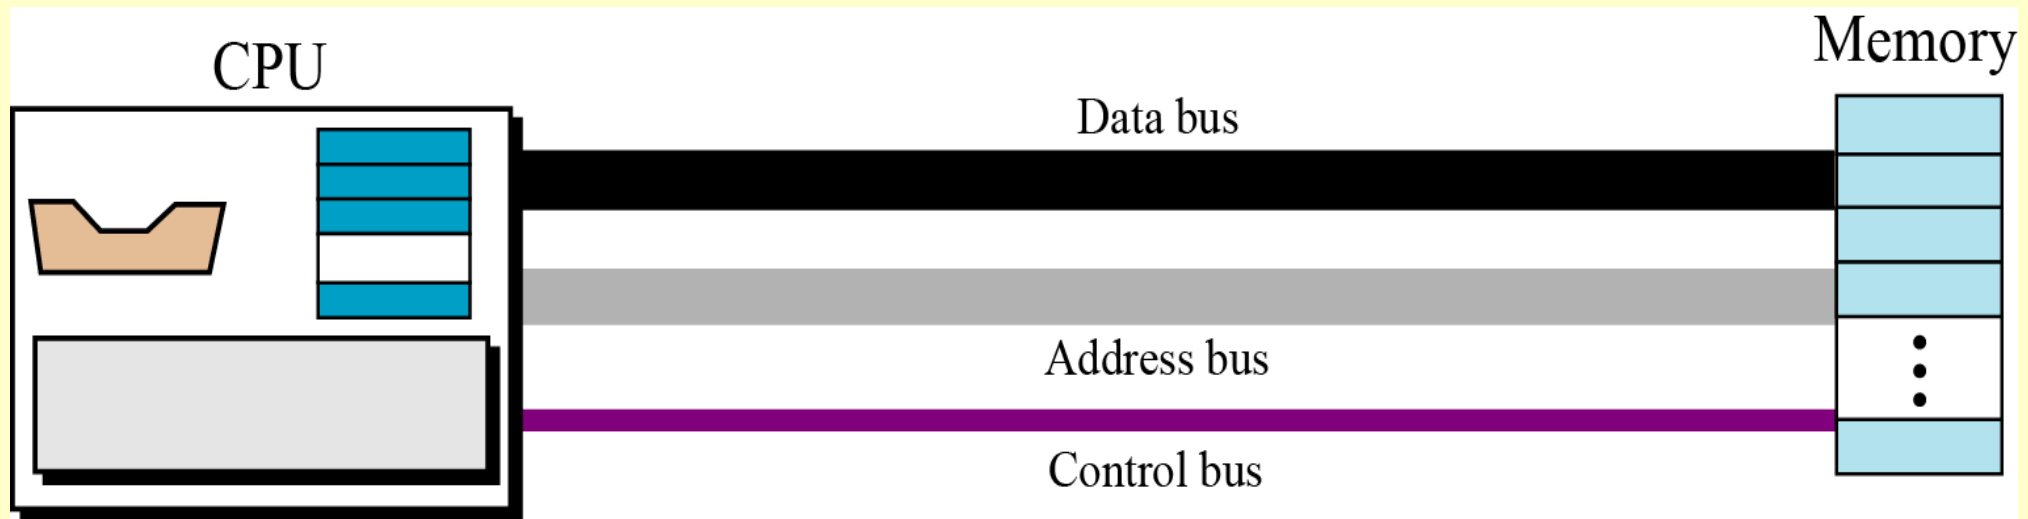 CPU
Memory
Data bus
Address bus
Control bus